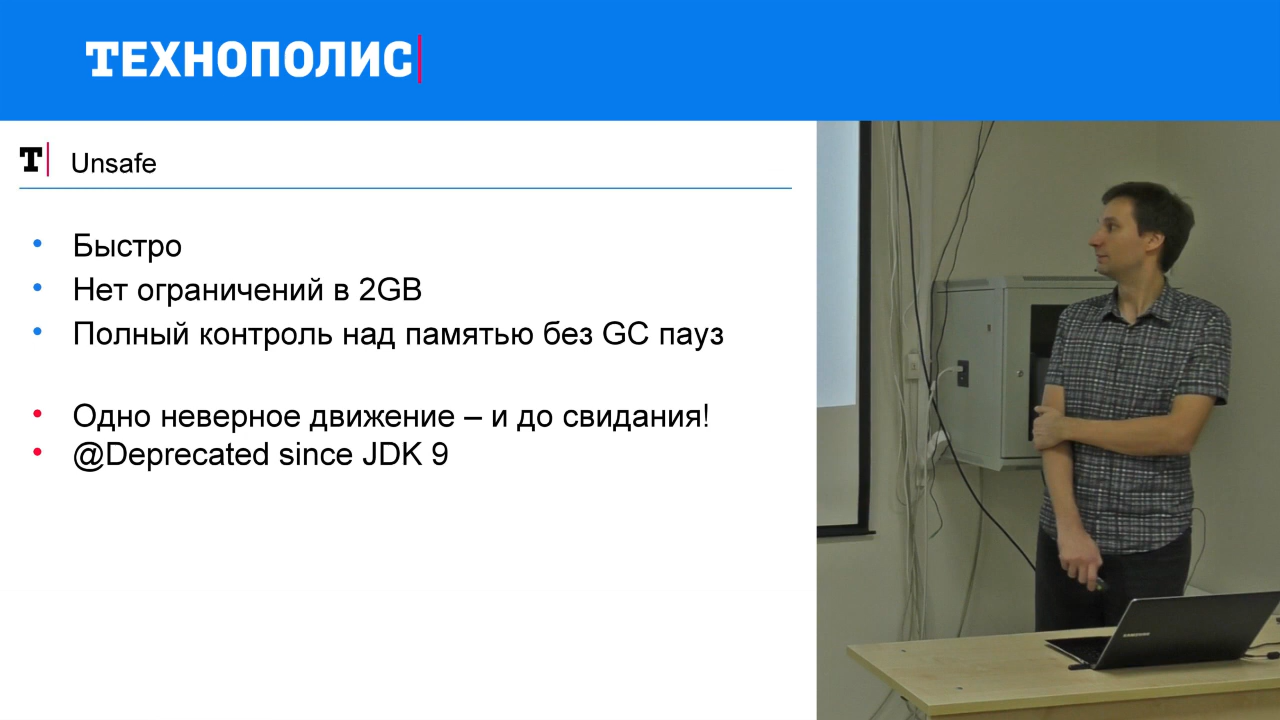 ТЕХНОПОЛИС
T Unsafe
• Быстро
• Нет ограничений в 2GB
• Полный контроль над памятью без GC пауз
• Одно неверное движение – и до свидания!
• @Deprecated since JDK 9
SAMSUNG